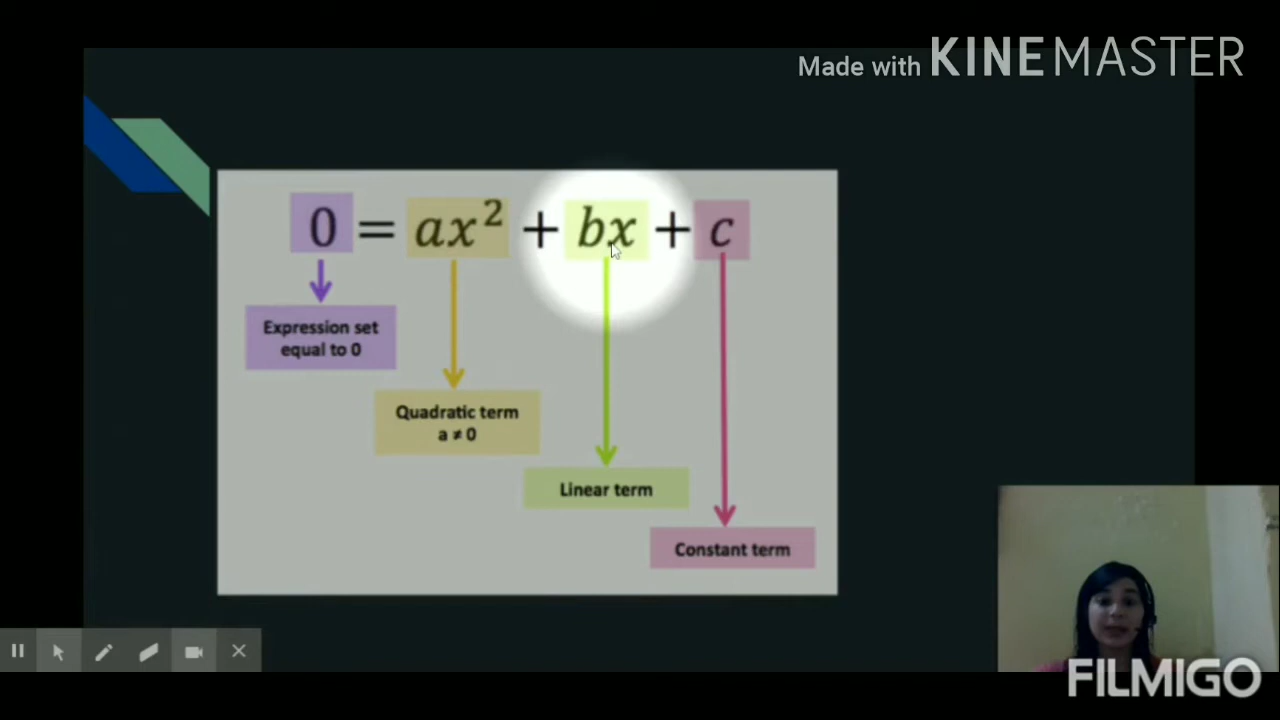 Made with KINEMASTER
0 = ax² + bx + c
Expression set
equal to 0
Quadratic term
a ≠ 0
Linear term
Constant term
FILMIGO